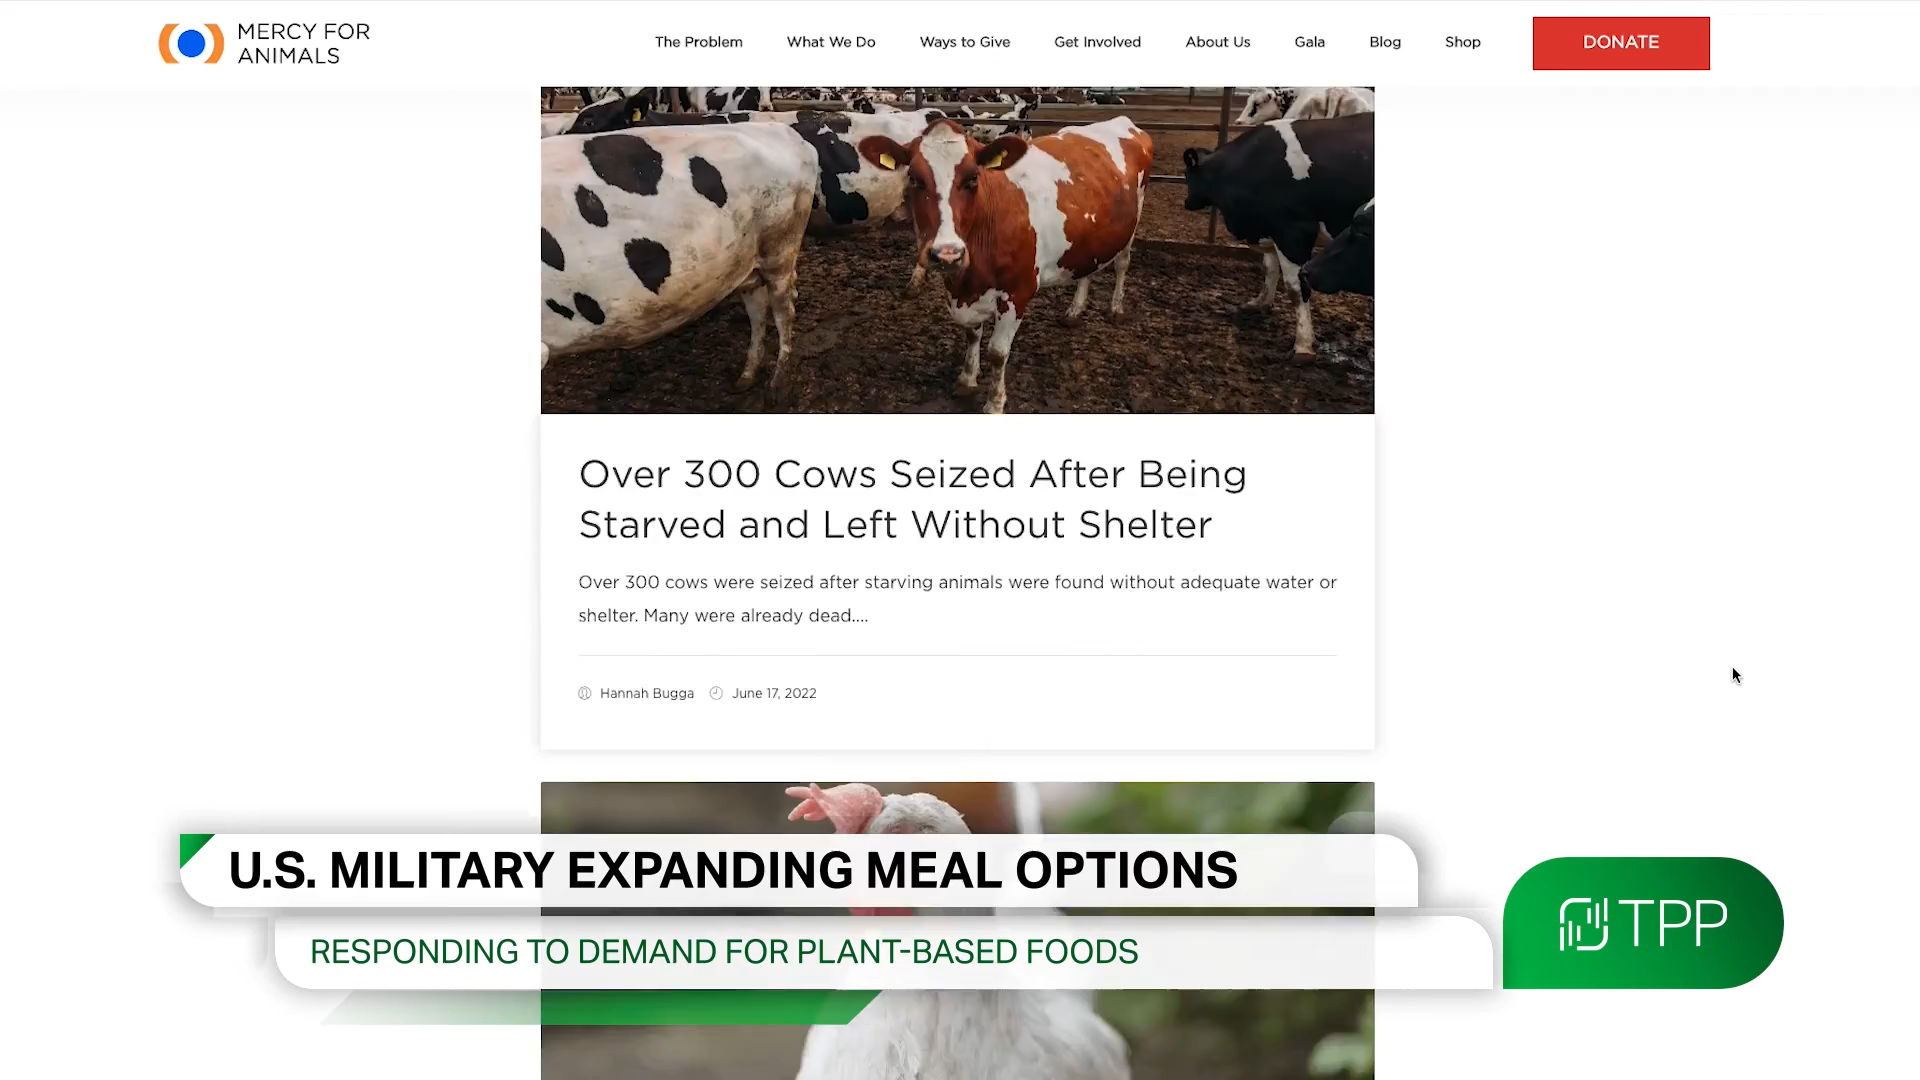 MERCY FOR
ANIMALS
The Problem What We Do Ways to Give Get Involved About Us Gala Blog Shop DONATE
Over 300 Cows Seized After Being
Starved and Left Without Shelter
Over 300 cows were seized after starving animals were found without adequate water or
shelter. Many were already dead....
Hannah Bugga June 17, 2022
U.S. MILITARY EXPANDING MEAL OPTIONS
RESPONDING TO DEMAND FOR PLANT-BASED FOODS
TPP